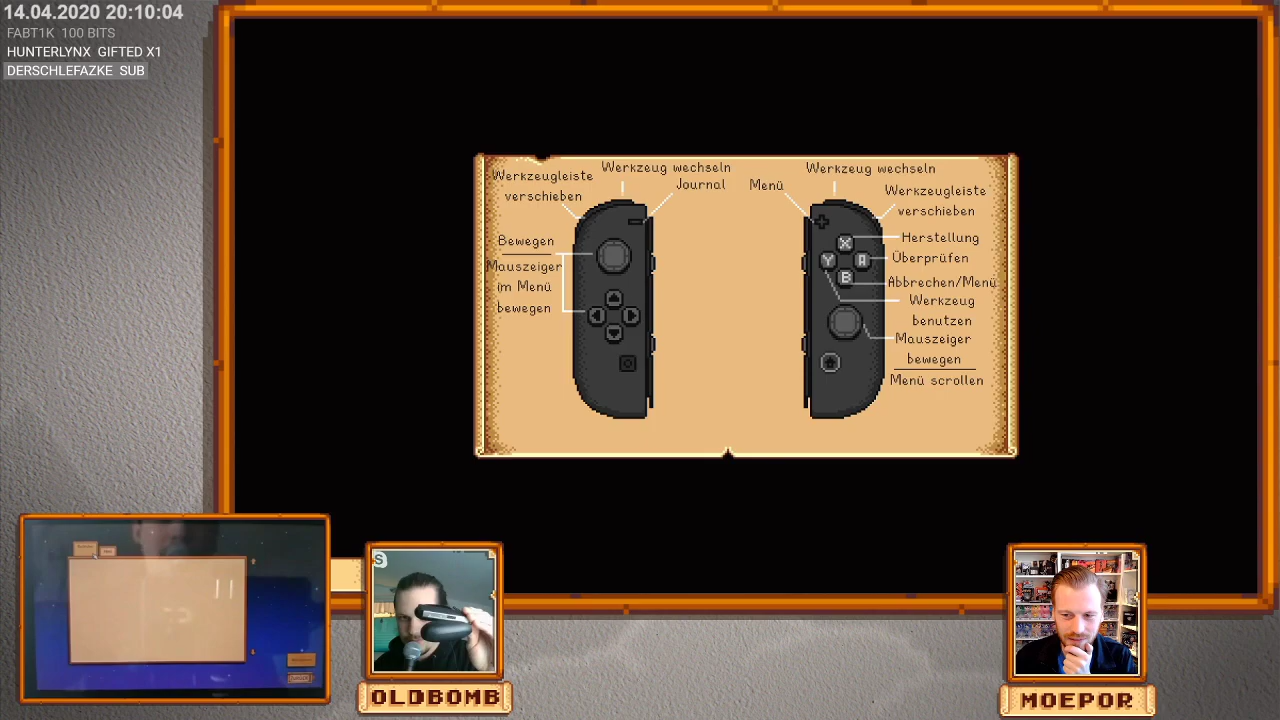 14.04.2020 20:10:04
FABT1K 100 BITS
HUNTERLYNX GIFTED X1
DERSCHLEFAZKE SUB
Werkzeug wechseln
Werkzeugleiste
verschieben
Journal
Bewegen
Mauszeiger
im Menü
bewegen
Werkzeug wechseln
Menü
Werkzeugleiste
verschieben
X
Y
A
B
Herstellung
Überprüfen
Abbrechen/Menü
Werkzeug
benutzen
Mauszeiger
bewegen
Menü scrollen
S
OLDBOMB
MOEPOR